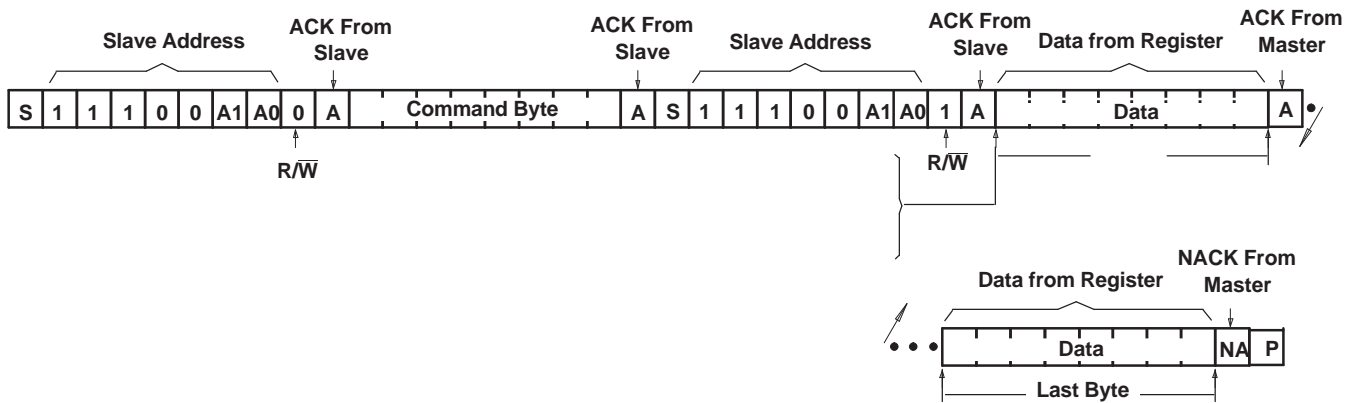 Slave Address
ACK From
Slave
ACK From
Slave
Slave Address
ACK From
Slave
Data from Register
ACK From
Master
S 1 1 1 0 0 A1 A0 0 A Command Byte A S 1 1 1 0 0 A1 A0 1 A Data A
R/W̅
R/W̅
Data from Register
NACK From
Master
Data NA P
Last Byte